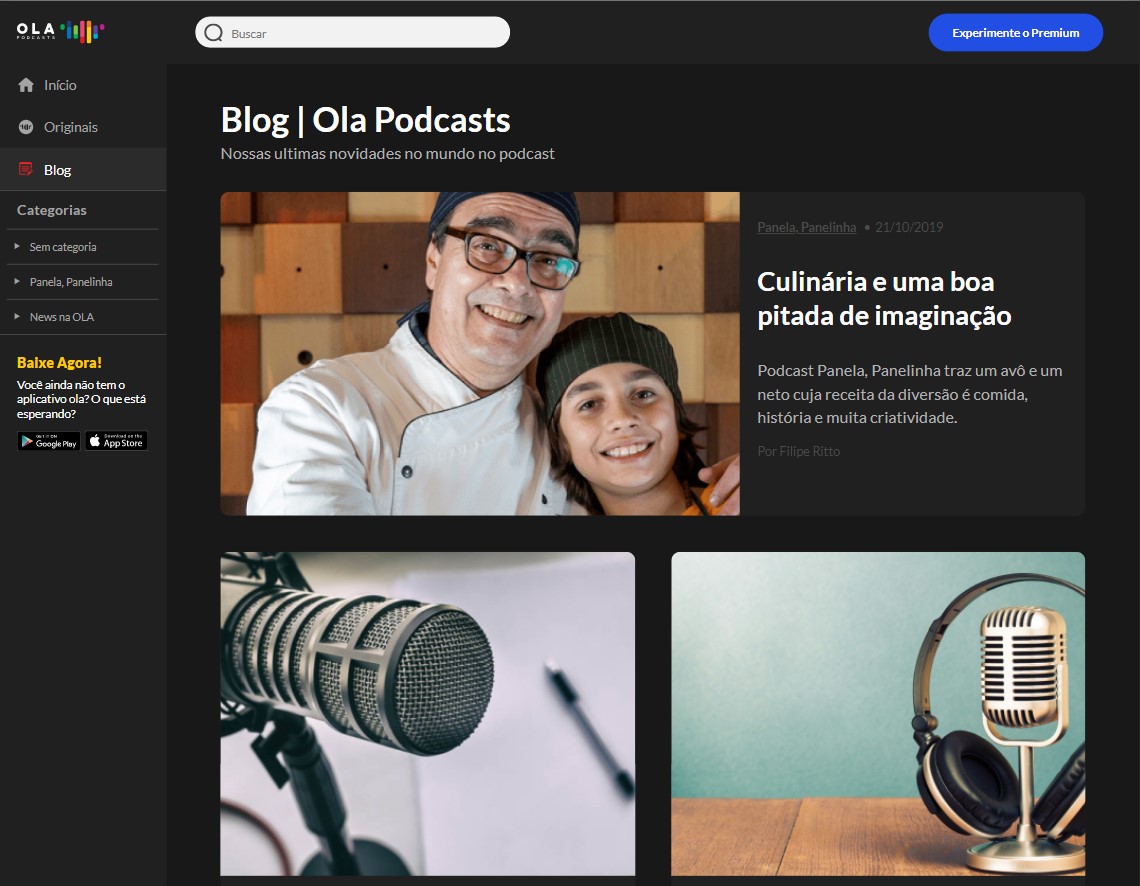 OLA
PODCASTS
Buscar
Experimente o Premium
Início
Originais
Blog
Categorias
Sem categoria
Panela, Panelinha
News na OLA
Baixe Agora!
Você ainda não tem o
aplicativo ola? O que está
esperando?
GET IT ON
Google Play
Download on the
App Store
Blog | Ola Podcasts
Nossas ultimas novidades no mundo no podcast
Panela, Panelinha • 21/10/2019
Culinária e uma boa
pitada de imaginação
Podcast Panela, Panelinha traz um avô e um
neto cuja receita da diversão é comida,
história e muita criatividade.
Por Filipe Ritto